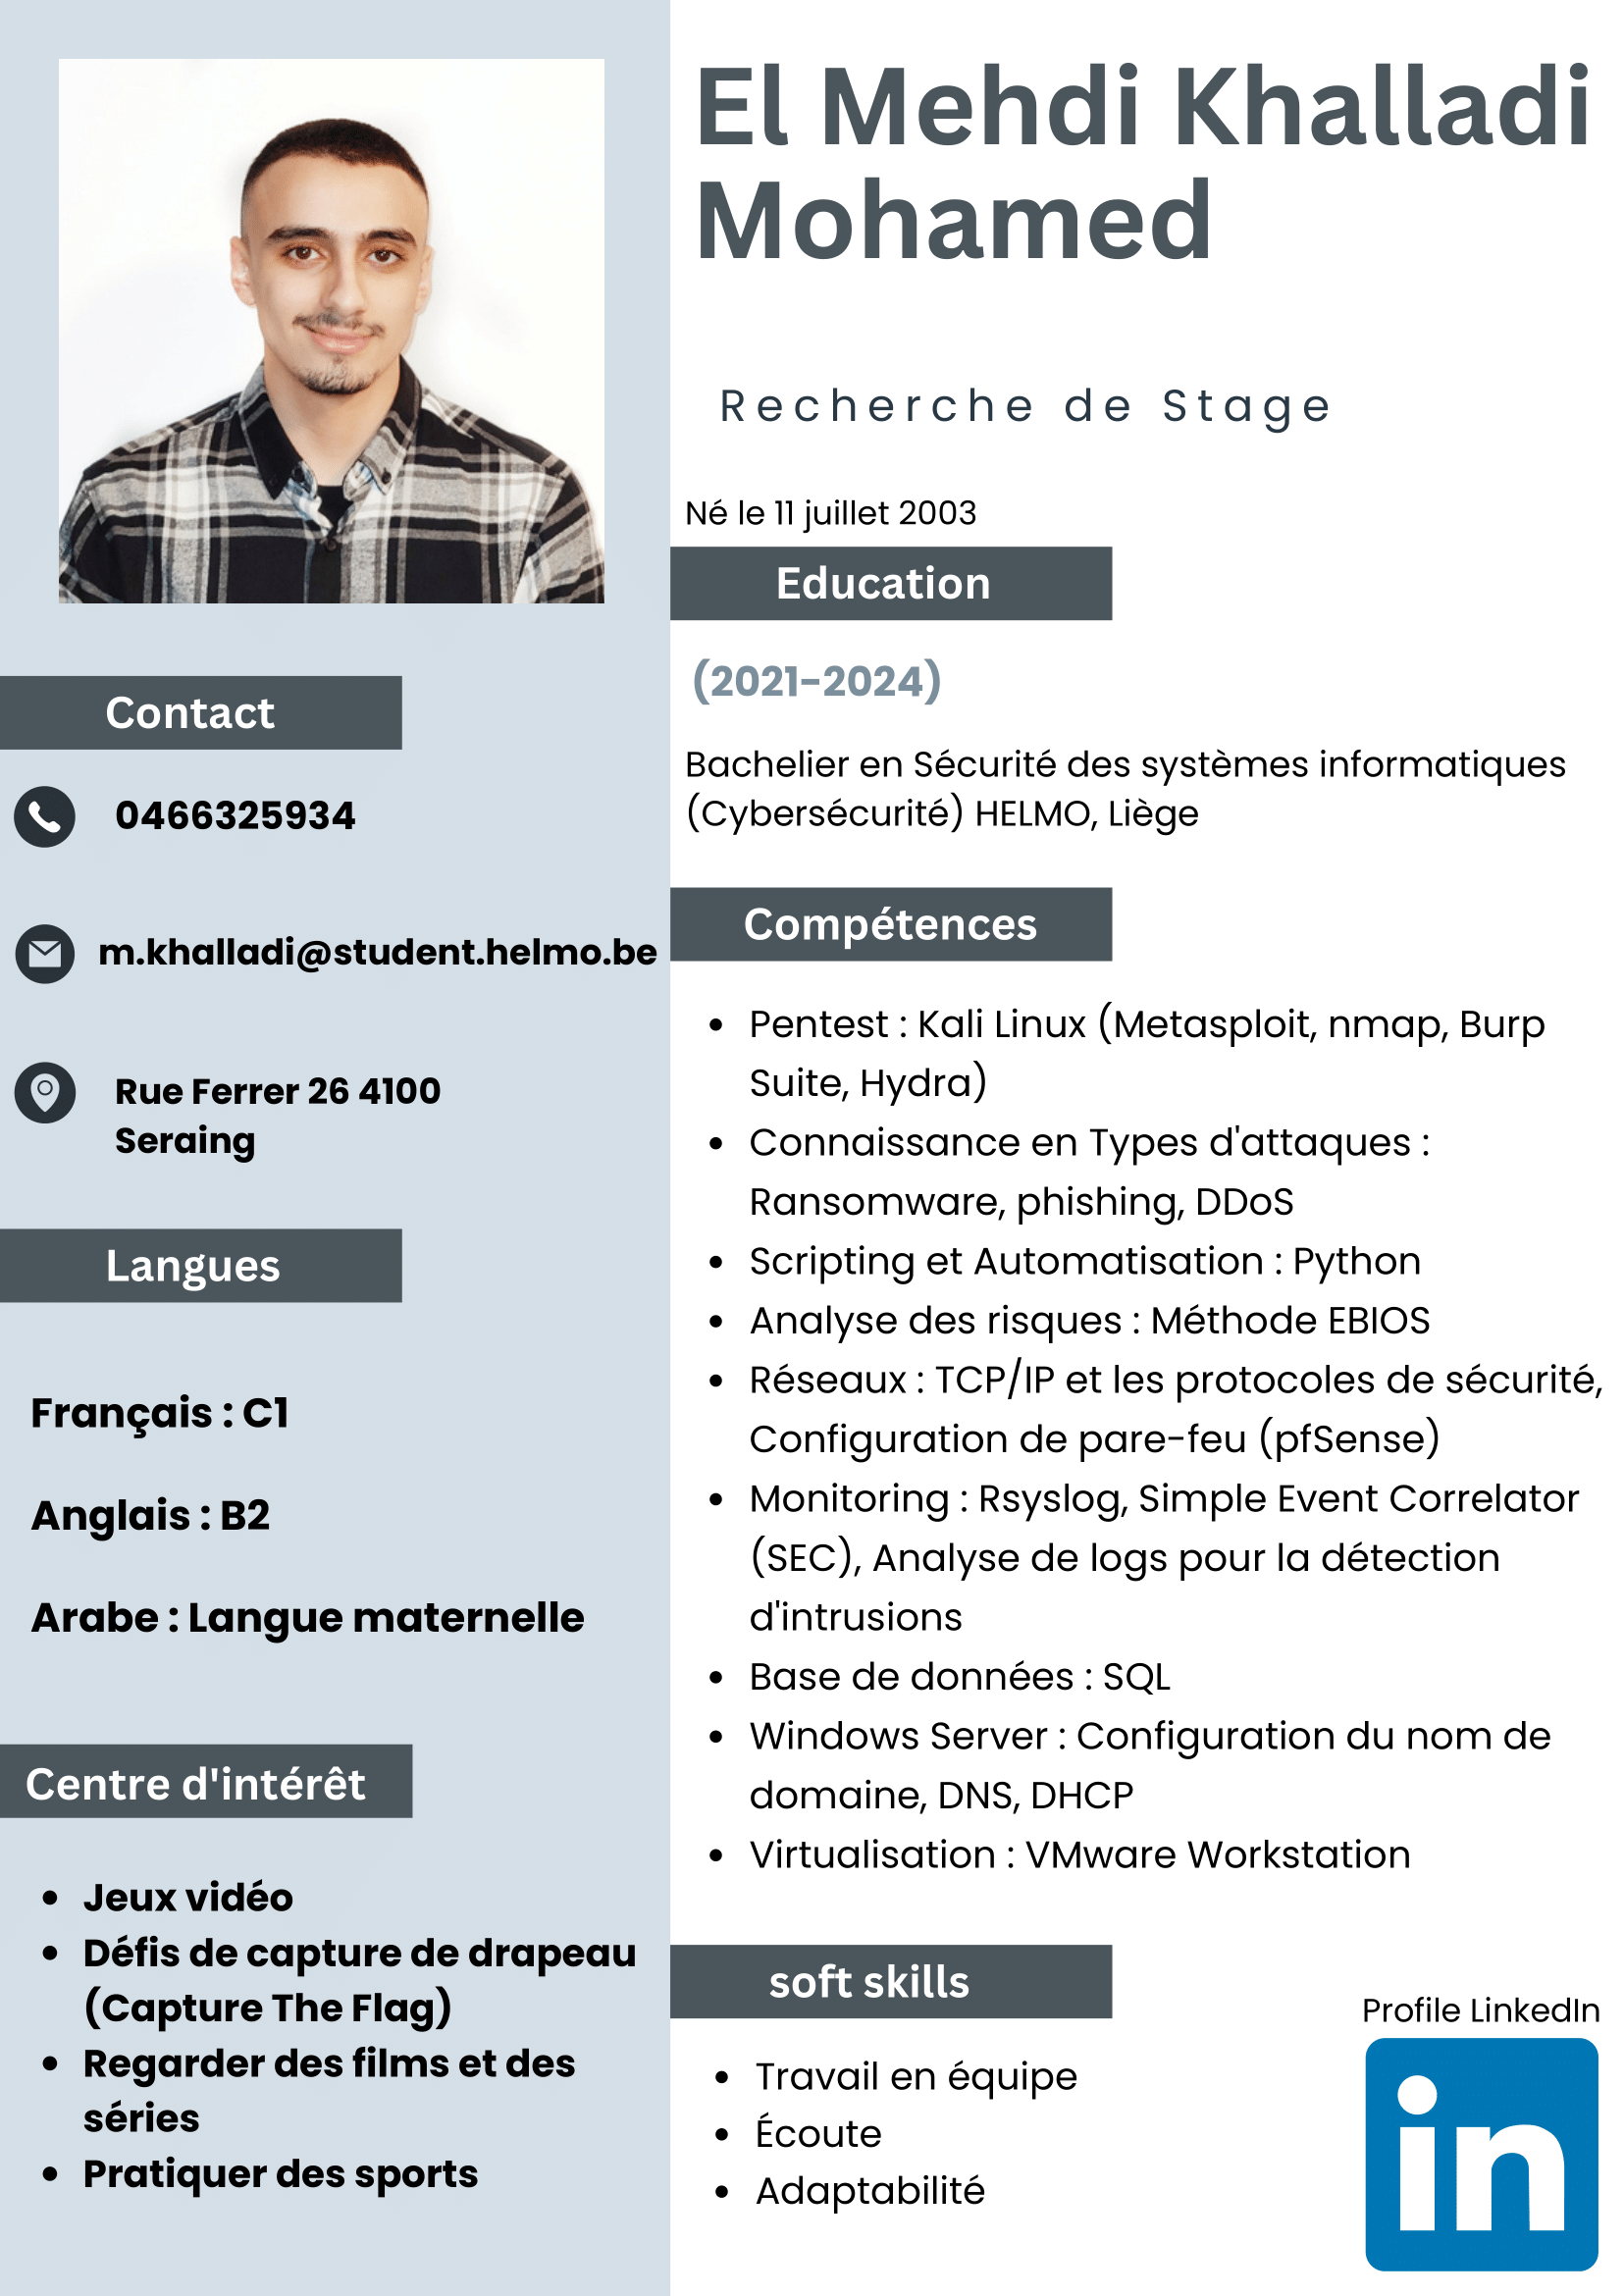 El Mehdi Khalladi
Mohamed
Recherche de Stage
Né le 11 juillet 2003
Education
(2021-2024)
Bachelier en Sécurité des systèmes informatiques
(Cybersécurité) HELMO, Liège
Compétences
• Pentest : Kali Linux (Metasploit, nmap, Burp
Suite, Hydra)
• Connaissance en Types d'attaques :
Ransomware, phishing, DDoS
• Scripting et Automatisation : Python
• Analyse des risques : Méthode EBIOS
• Réseaux : TCP/IP et les protocoles de sécurité,
Configuration de pare-feu (pfSense)
• Monitoring : Rsyslog, Simple Event Correlator
(SEC), Analyse de logs pour la détection
d'intrusions
• Base de données : SQL
• Windows Server : Configuration du nom de
domaine, DNS, DHCP
• Virtualisation : VMware Workstation
soft skills
• Travail en équipe
• Écoute
• Adaptabilité
Profile LinkedIn
in
Contact
0466325934
m.khalladi@student.helmo.be
Rue Ferrer 26 4100
Seraing
Langues
Français : C1
Anglais : B2
Arabe : Langue maternelle
Centre d'intérêt
• Jeux vidéo
• Défis de capture de drapeau
(Capture The Flag)
• Regarder des films et des
séries
• Pratiquer des sports